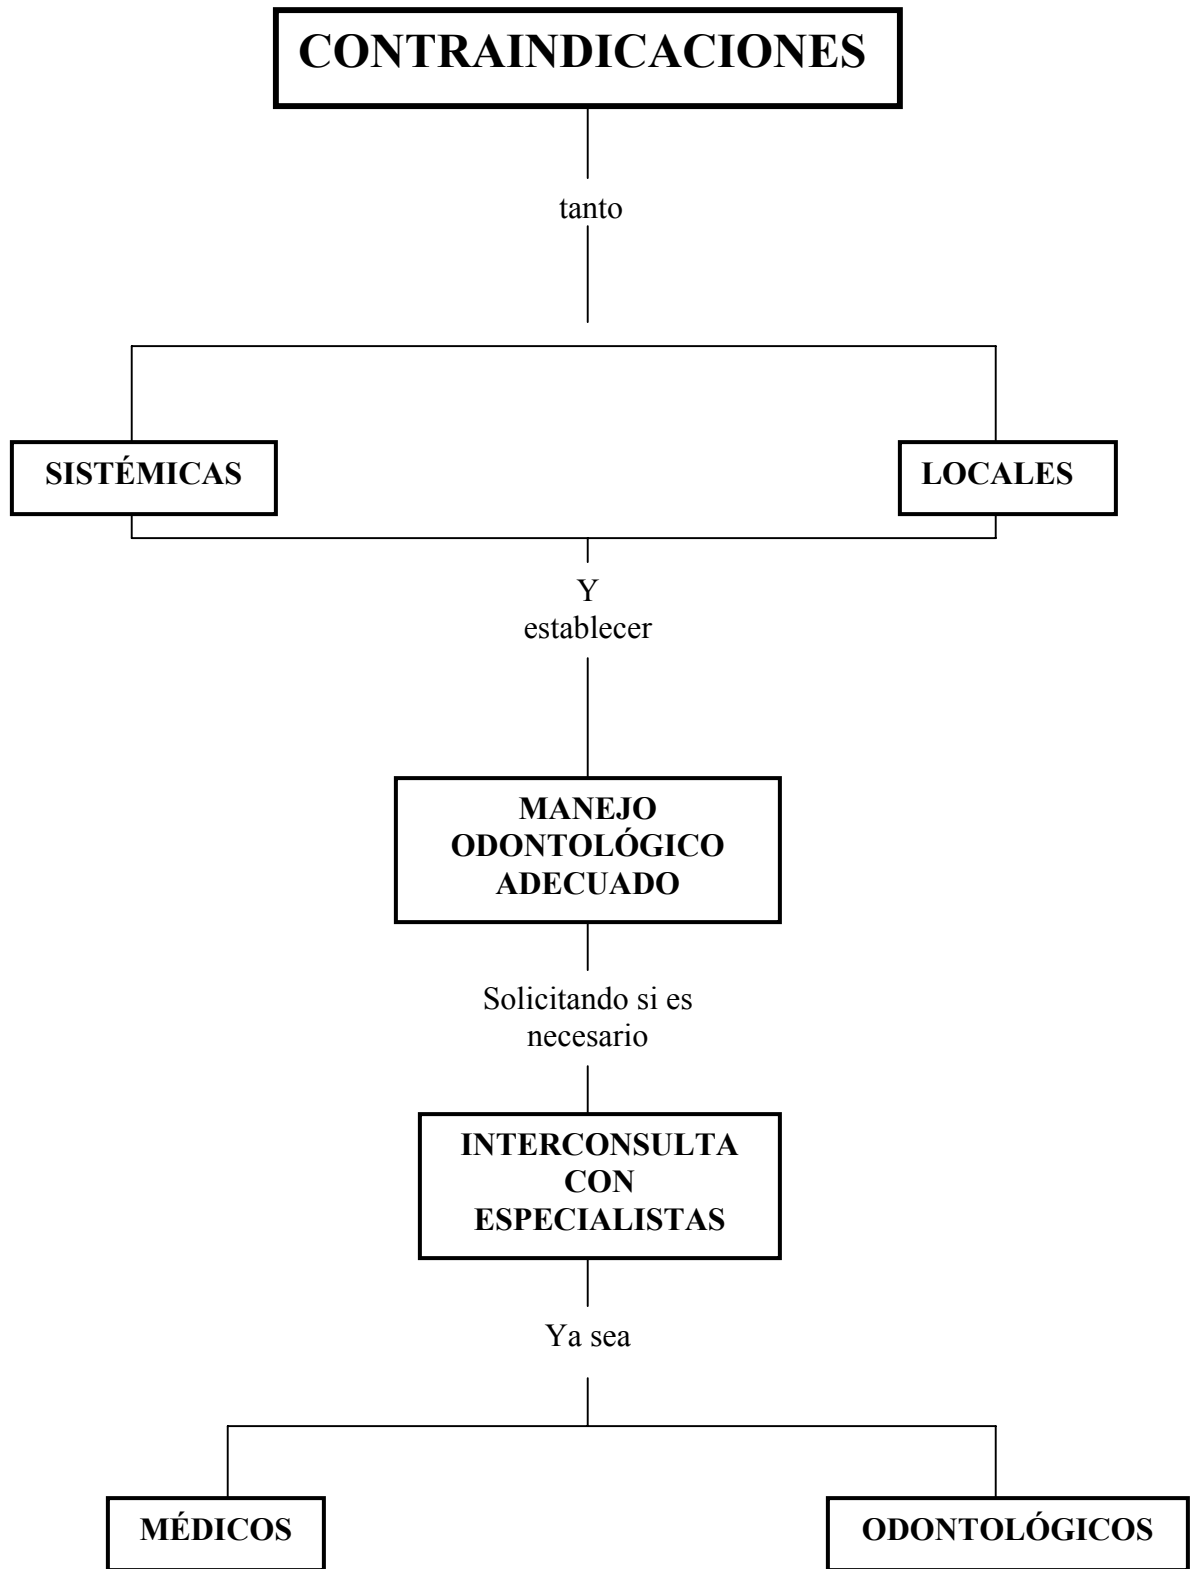 CONTRAINDICACIONES
tanto
SISTÉMICAS
LOCALES
Y
establecer
MANEJO
ODONTOLÓGICO
ADECUADO
Solicitando si es
necesario
INTERCONSULTA
CON
ESPECIALISTAS
Ya sea
MÉDICOS
ODONTOLÓGICOS